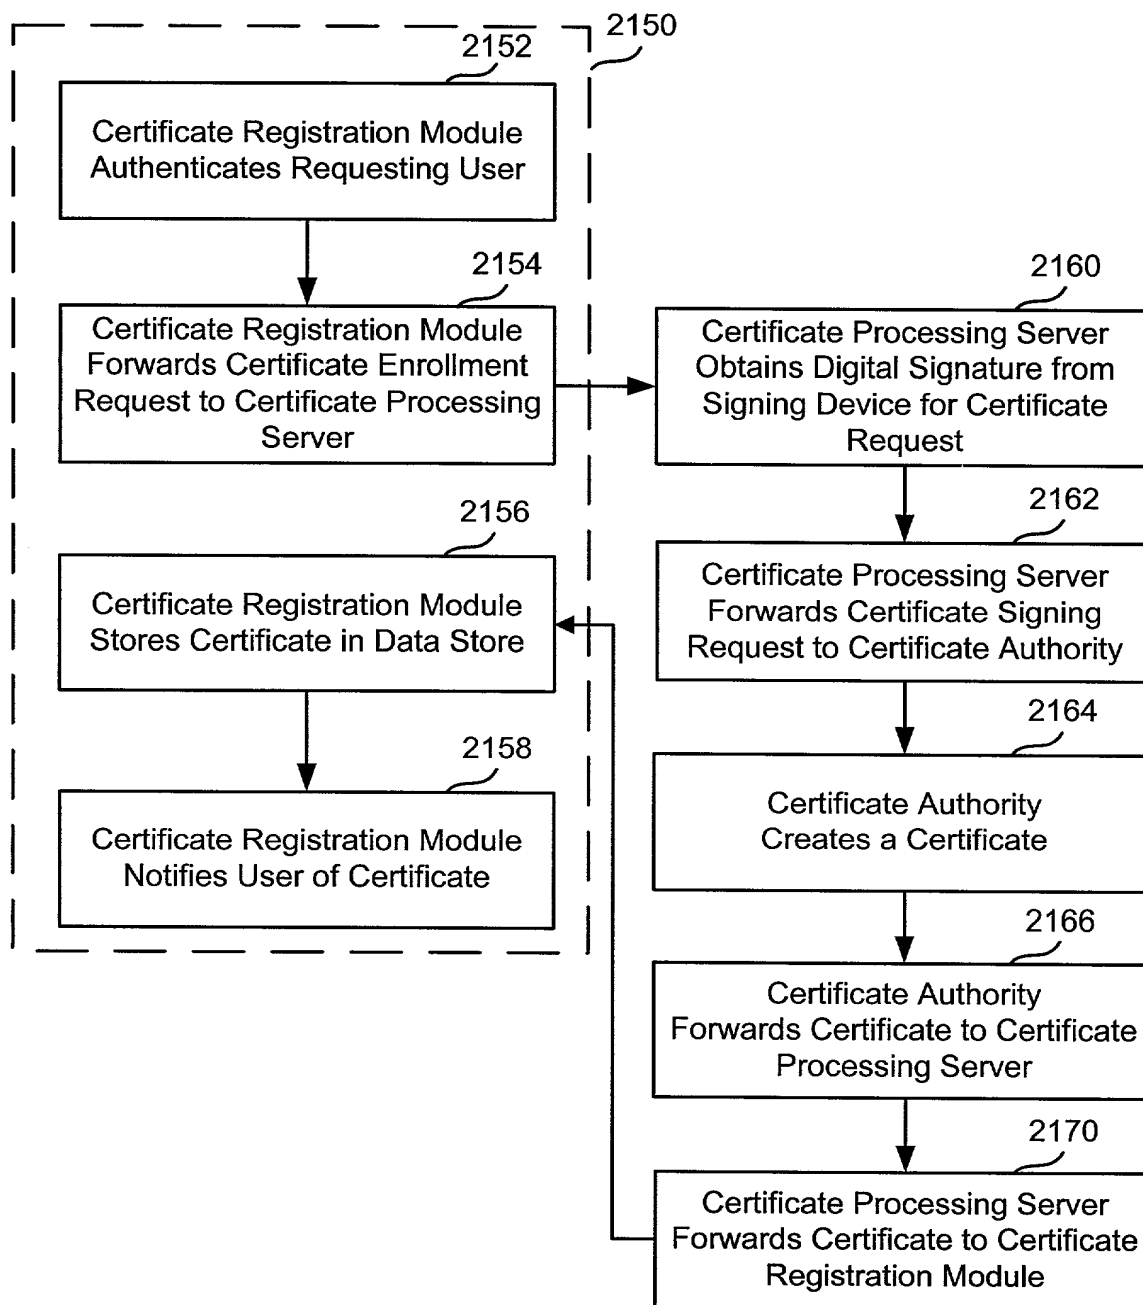 2150
2152
Certificate Registration Module
Authenticates Requesting User
2154
Certificate Registration Module
Forwards Certificate Enrollment
Request to Certificate Processing
Server
2156
Certificate Registration Module
Stores Certificate in Data Store
2158
Certificate Registration Module
Notifies User of Certificate
2160
Certificate Processing Server
Obtains Digital Signature from
Signing Device for Certificate
Request
2162
Certificate Processing Server
Forwards Certificate Signing
Request to Certificate Authority
2164
Certificate Authority
Creates a Certificate
2166
Certificate Authority
Forwards Certificate to Certificate
Processing Server
2170
Certificate Processing Server
Forwards Certificate to Certificate
Registration Module